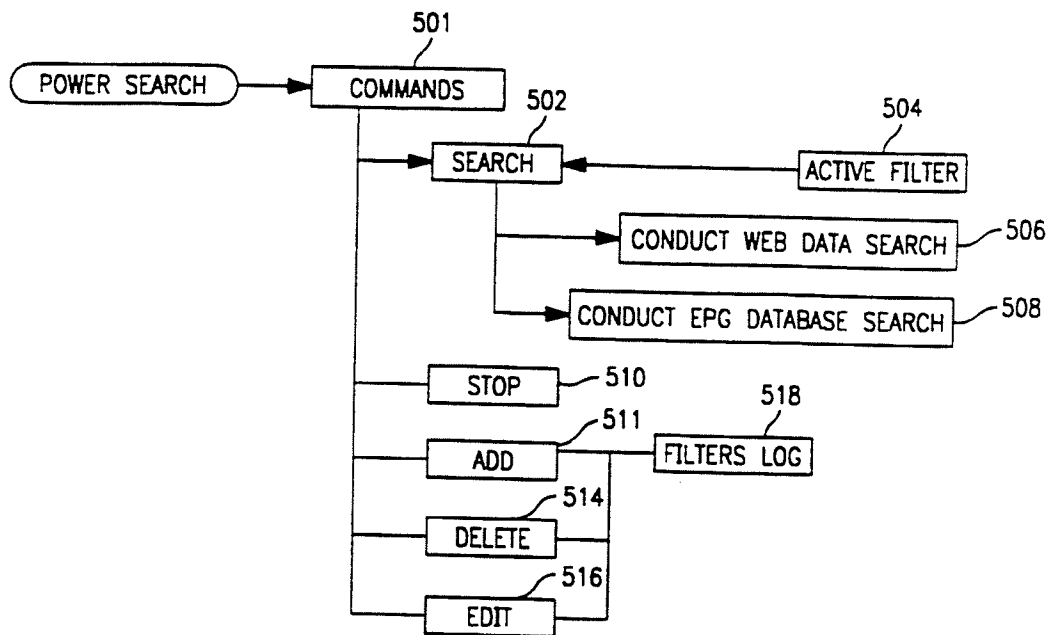 501
POWER SEARCH
COMMANDS
502
504
SEARCH
ACTIVE FILTER
CONDUCT WEB DATA SEARCH
506
CONDUCT EPG DATABASE SEARCH
508
STOP
510
511
518
ADD
FILTERS LOG
514
DELETE
516
EDIT